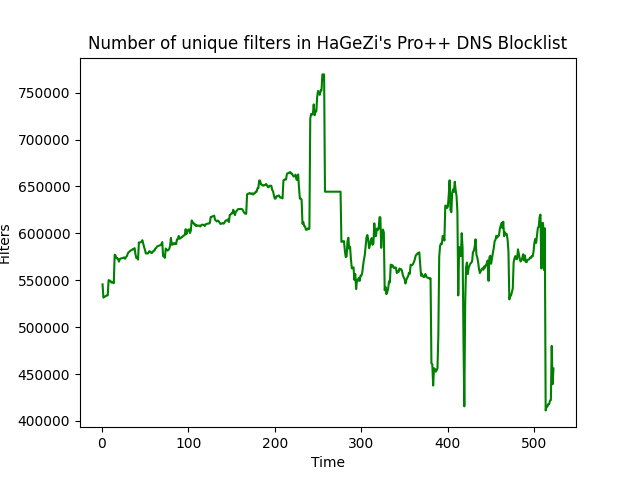 Number of unique filters in HaGeZi's Pro++ DNS Blocklist
750000
700000
650000
600000
550000
500000
450000
400000
Filters
0 100 200 300 400 500
Time